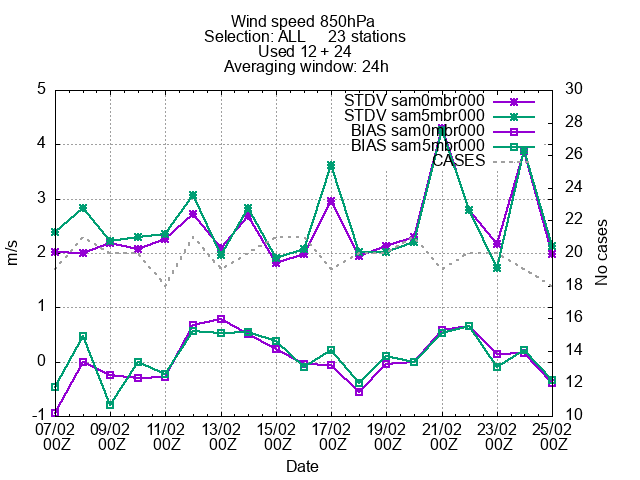 Wind speed 850hPa
Selection: ALL 23 stations
Used 12 + 24
Averaging window: 24h
5 30
STDV sam0mbr000
STDV sam5mbr000 28
BIAS sam0mbr000
4 BIAS sam5mbr000 26
CASES
24
3 22
m/s 2 20 No cases
18
1 16
14
0 12
-1 10
07/02 09/02 11/02 13/02 15/02 17/02 19/02 21/02 23/02 25/02
00Z 00Z 00Z 00Z 00Z 00Z 00Z 00Z 00Z 00Z
Date